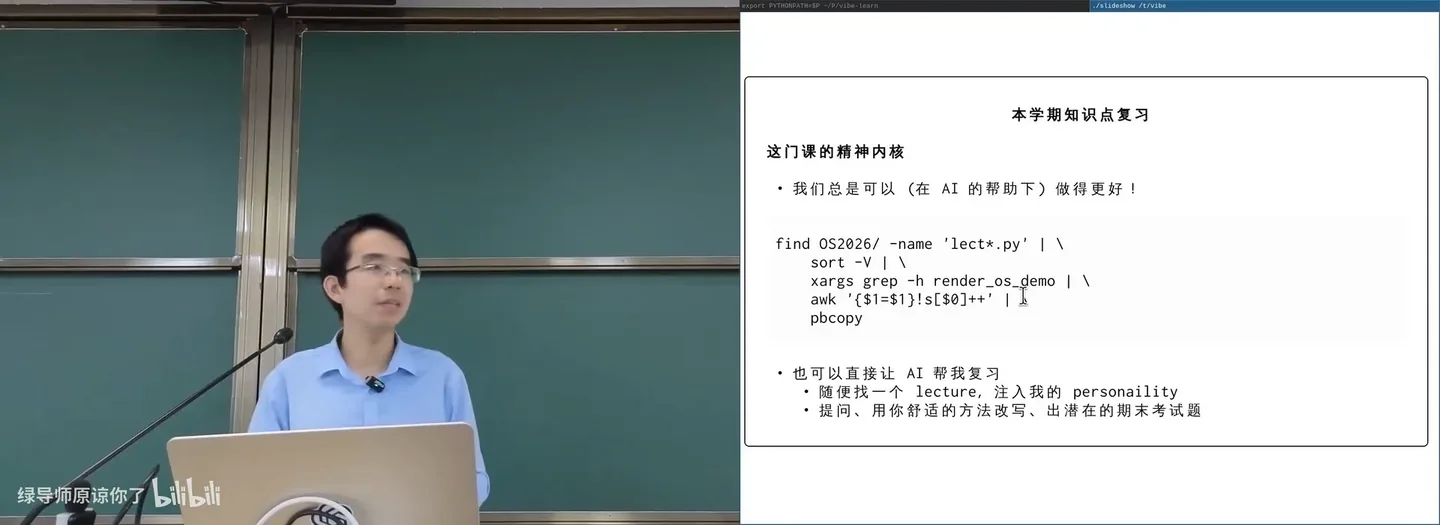 export PYTHONPATH=$P ~/P/vibe-learn
./slideshow /t/vibe
本学期知识点复习
这门课的精神内核
• 我们总是可以 (在 AI 的帮助下) 做得更好!
find OS2026/ -name 'lect*.py' | \
sort -V | \
xargs grep -h render_os_demo | \
awk '{$1=$1}!s[$0]++' | \
pbcopy
• 也可以直接让 AI 帮我复习
• 随便找一个 lecture, 注入我的 personaility
• 提问、用你舒适的方法改写、出潜在的期末考试题
绿导师原谅你了 bilibili